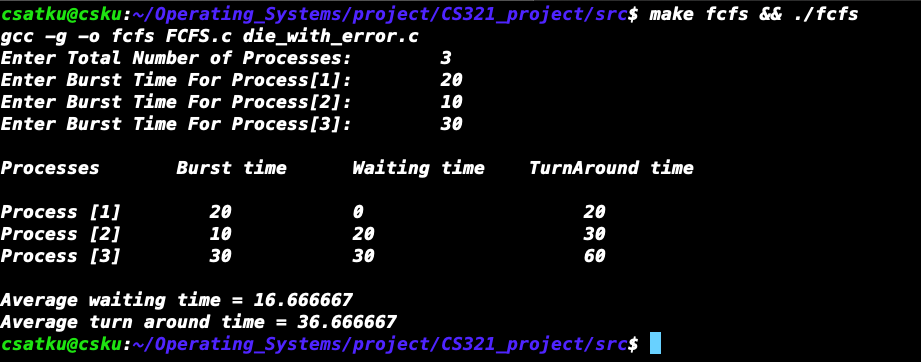 csatku@csku:~/Operating_Systems/project/CS321_project/src$ make fcfs && ./fcfs
gcc -g -o fcfs FCFS.c die_with_error.c
Enter Total Number of Processes:        3
Enter Burst Time For Process[1]:        20
Enter Burst Time For Process[2]:        10
Enter Burst Time For Process[3]:        30
Processes       Burst time      Waiting time    TurnAround time
Process [1]        20           0                    20
Process [2]        10           20                   30
Process [3]        30           30                   60
Average waiting time = 16.666667
Average turn around time = 36.666667
csatku@csku:~/Operating_Systems/project/CS321_project/src$